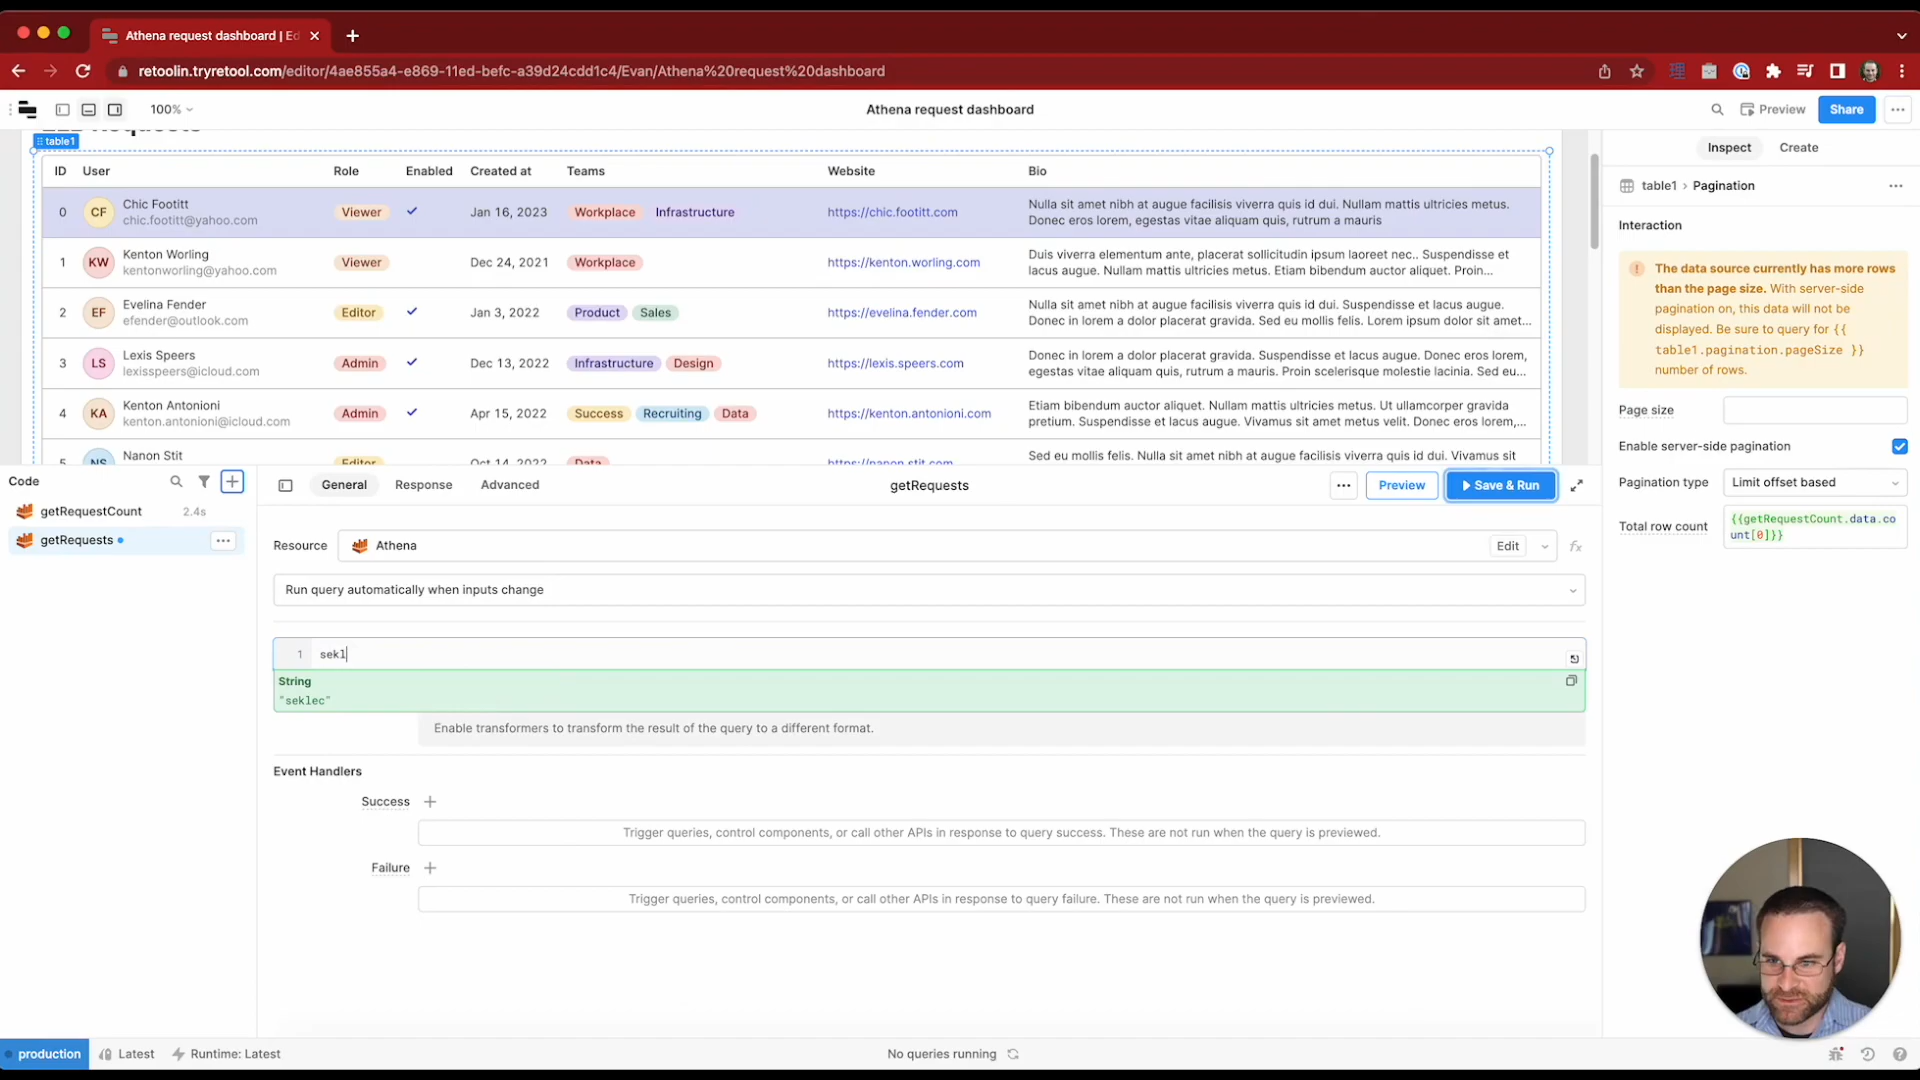 Athena request dashboard | Ed
retoolin.tryretool.com/editor/4ae855a4-e869-11ed-befc-a39d24cdd1c4/Evan/Athena%20request%20dashboard
100%
Athena request dashboard
Preview
Share
table1
ID User Role Enabled Created at Teams Website Bio
0 CF Chic Footitt Viewer Jan 16, 2023 Workplace Infrastructure https://chic.footitt.com Nulla sit amet nibh at augue facilisis viverra quis id dui. Nullam mattis ultricies metus.
chic.footitt@yahoo.com Donec eros lorem, egestas vitae aliquam quis, rutrum a mauris
1 KW Kenton Worling Viewer Dec 24, 2021 Workplace https://kenton.worling.com Duis viverra elementum ante, placerat sollicitudin ipsum laoreet nec.. Suspendisse et
kentonworling@yahoo.com lacus augue. Nullam mattis ultricies metus. Etiam bibendum auctor aliquet. Proin...
2 EF Evelina Fender Editor Jan 3, 2022 Product Sales https://evelina.fender.com Nulla sit amet nibh at augue facilisis viverra quis id dui. Suspendisse et lacus augue.
efender@outlook.com Donec in lorem a dolor placerat gravida. Sed eu mollis felis. Lorem ipsum dolor sit amet...
3 LS Lexis Speers Admin Dec 13, 2022 Infrastructure Design https://lexis.speers.com Donec in lorem a dolor placerat gravida. Suspendisse et lacus augue. Donec eros lorem,
lexisspeers@icloud.com egestas vitae aliquam quis, rutrum a mauris. Proin scelerisque molestie lacinia. Sed eu...
4 KA Kenton Antonioni Admin Apr 15, 2022 Success Recruiting Data https://kenton.antonioni.com Etiam bibendum auctor aliquet. Nullam mattis ultricies metus. Ut ullamcorper gravida
kenton.antonioni@icloud.com pretium. Suspendisse et lacus augue. Vivamus sit amet metus velit. Donec eros lorem,...
5 NS Nanon Stit Editor Oct 14, 2022 Data https://nanon.stit.com Sed eu mollis felis. Nulla sit amet nibh at augue facilisis viverra quis id dui. Vivamus sit
Inspect
Create
table1 › Pagination
Interaction
The data source currently has more rows
than the page size. With server-side
pagination on, this data will not be
displayed. Be sure to query for {{
table1.pagination.pageSize }}
number of rows.
Page size
Enable server-side pagination
Pagination type Limit offset based
Total row count {{getRequestCount.data.co
unt[0]}}
Code
getRequestCount 2.4s
getRequests
General
Response
Advanced
getRequests
Preview
Save & Run
Resource Athena Edit fx
Run query automatically when inputs change
1 sekl
String
"seklec"
Enable transformers to transform the result of the query to a different format.
Event Handlers
Success +
Trigger queries, control components, or call other APIs in response to query success. These are not run when the query is previewed.
Failure +
Trigger queries, control components, or call other APIs in response to query failure. These are not run when the query is previewed.
production
Latest
Runtime: Latest
No queries running